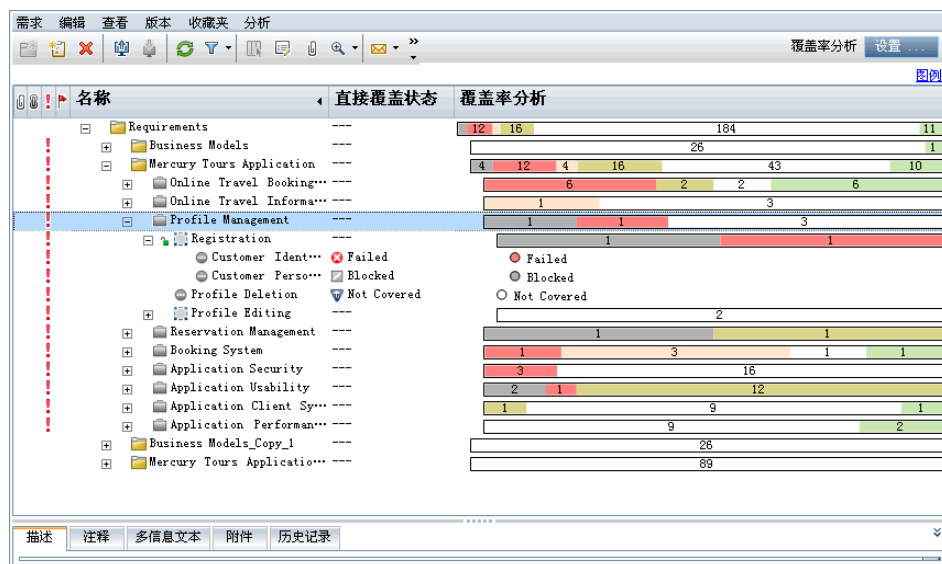 需求 编辑 查看 版本 收藏夹 分析
覆盖率分析 设置 ...
图例
名称 直接覆盖状态 覆盖率分析
Requirements --- 12 16 184 11
Business Models --- 26 1
Mercury Tours Application --- 4 12 4 16 43 10
Online Travel Booking... --- 6 2 2 6
Online Travel Informa... --- 1 3
Profile Management --- 1 1 3
Registration --- 1 1
Customer Ident... Failed Failed
Customer Perso... Blocked Blocked
Profile Deletion Not Covered Not Covered
Profile Editing --- 2
Reservation Management --- 1 1
Booking System --- 1 3 1 1
Application Security --- 3 16
Application Usability --- 2 1 12
Application Client Sy... --- 1 9 1
Application Performan... --- 9 2
Business Models_Copy_1 --- 26
Mercury Tours Applicatio... --- 89
描述 注释 多信息文本 附件 历史记录